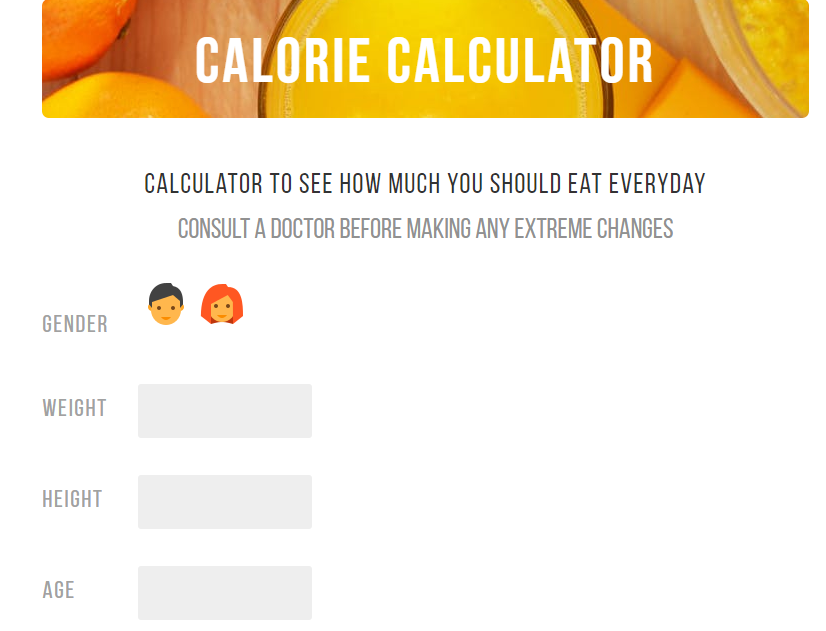 CALORIE CALCULATOR
CALCULATOR TO SEE HOW MUCH YOU SHOULD EAT EVERYDAY
CONSULT A DOCTOR BEFORE MAKING ANY EXTREME CHANGES
GENDER
WEIGHT
HEIGHT
AGE